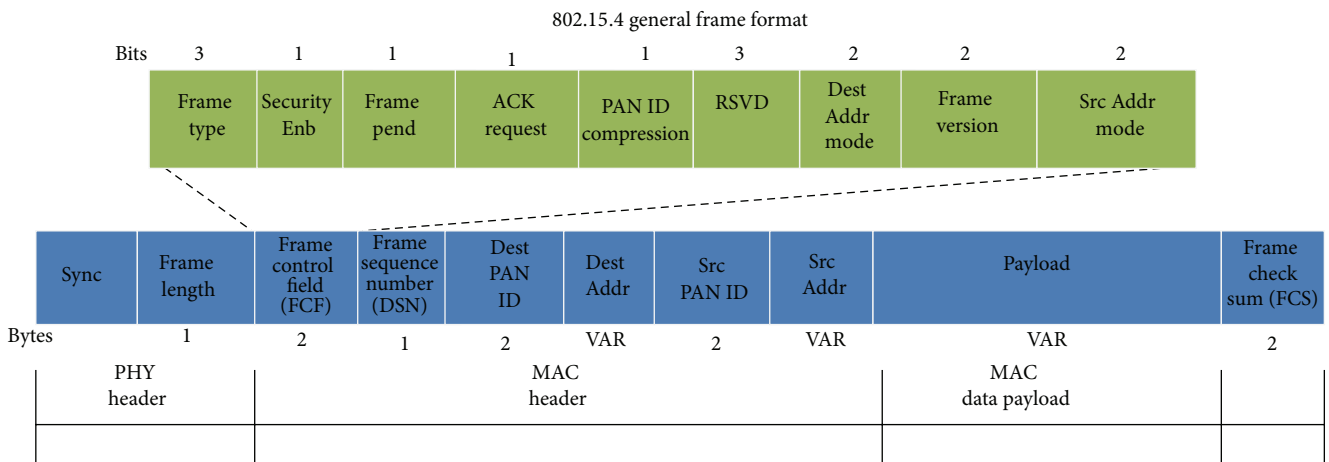 802.15.4 general frame format
Bits 3 1 1 1 1 3 2 2 2
Frame type
Security Enb
Frame pend
ACK request
PAN ID compression
RSVD
Dest Addr mode
Frame version
Src Addr mode
Sync
Frame length
Frame control field (FCF)
Frame sequence number (DSN)
Dest PAN ID
Dest Addr
Src PAN ID
Src Addr
Payload
Frame check sum (FCS)
Bytes 1 2 1 2 VAR 2 VAR VAR 2
PHY header
MAC header
MAC data payload